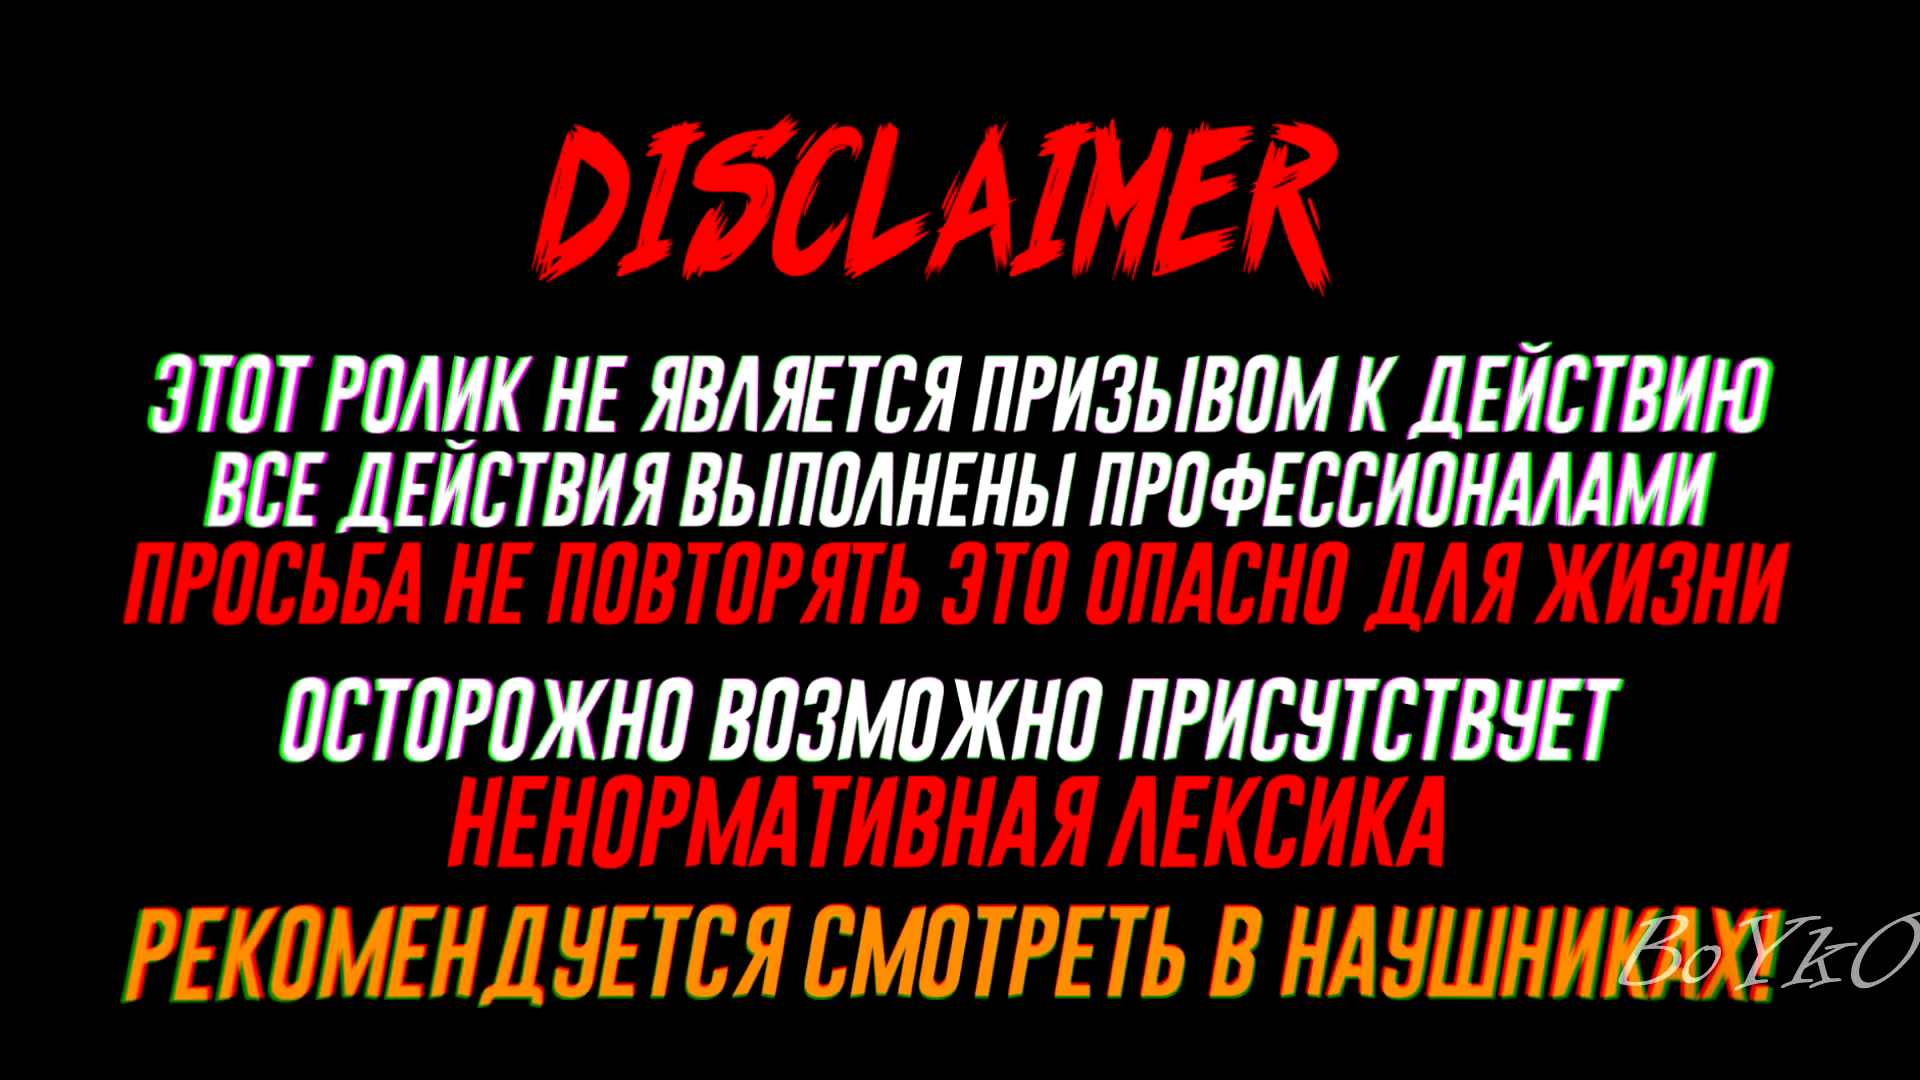 DISCLAIMER
ЭТОТ РОЛИК НЕ ЯВЛЯЕТСЯ ПРИЗЫВОМ К ДЕЙСТВИЮ
ВСЕ ДЕЙСТВИЯ ВЫПОЛНЕНЫ ПРОФЕССИОНАЛАМИ
ПРОСЬБА НЕ ПОВТОРЯТЬ ЭТО ОПАСНО ДЛЯ ЖИЗНИ
ОСТОРОЖНО ВОЗМОЖНО ПРИСУТСТВУЕТ
НЕНОРМАТИВНАЯ ЛЕКСИКА
РЕКОМЕНДУЕТСЯ СМОТРЕТЬ В НАУШНИКАХ!
BoYkO